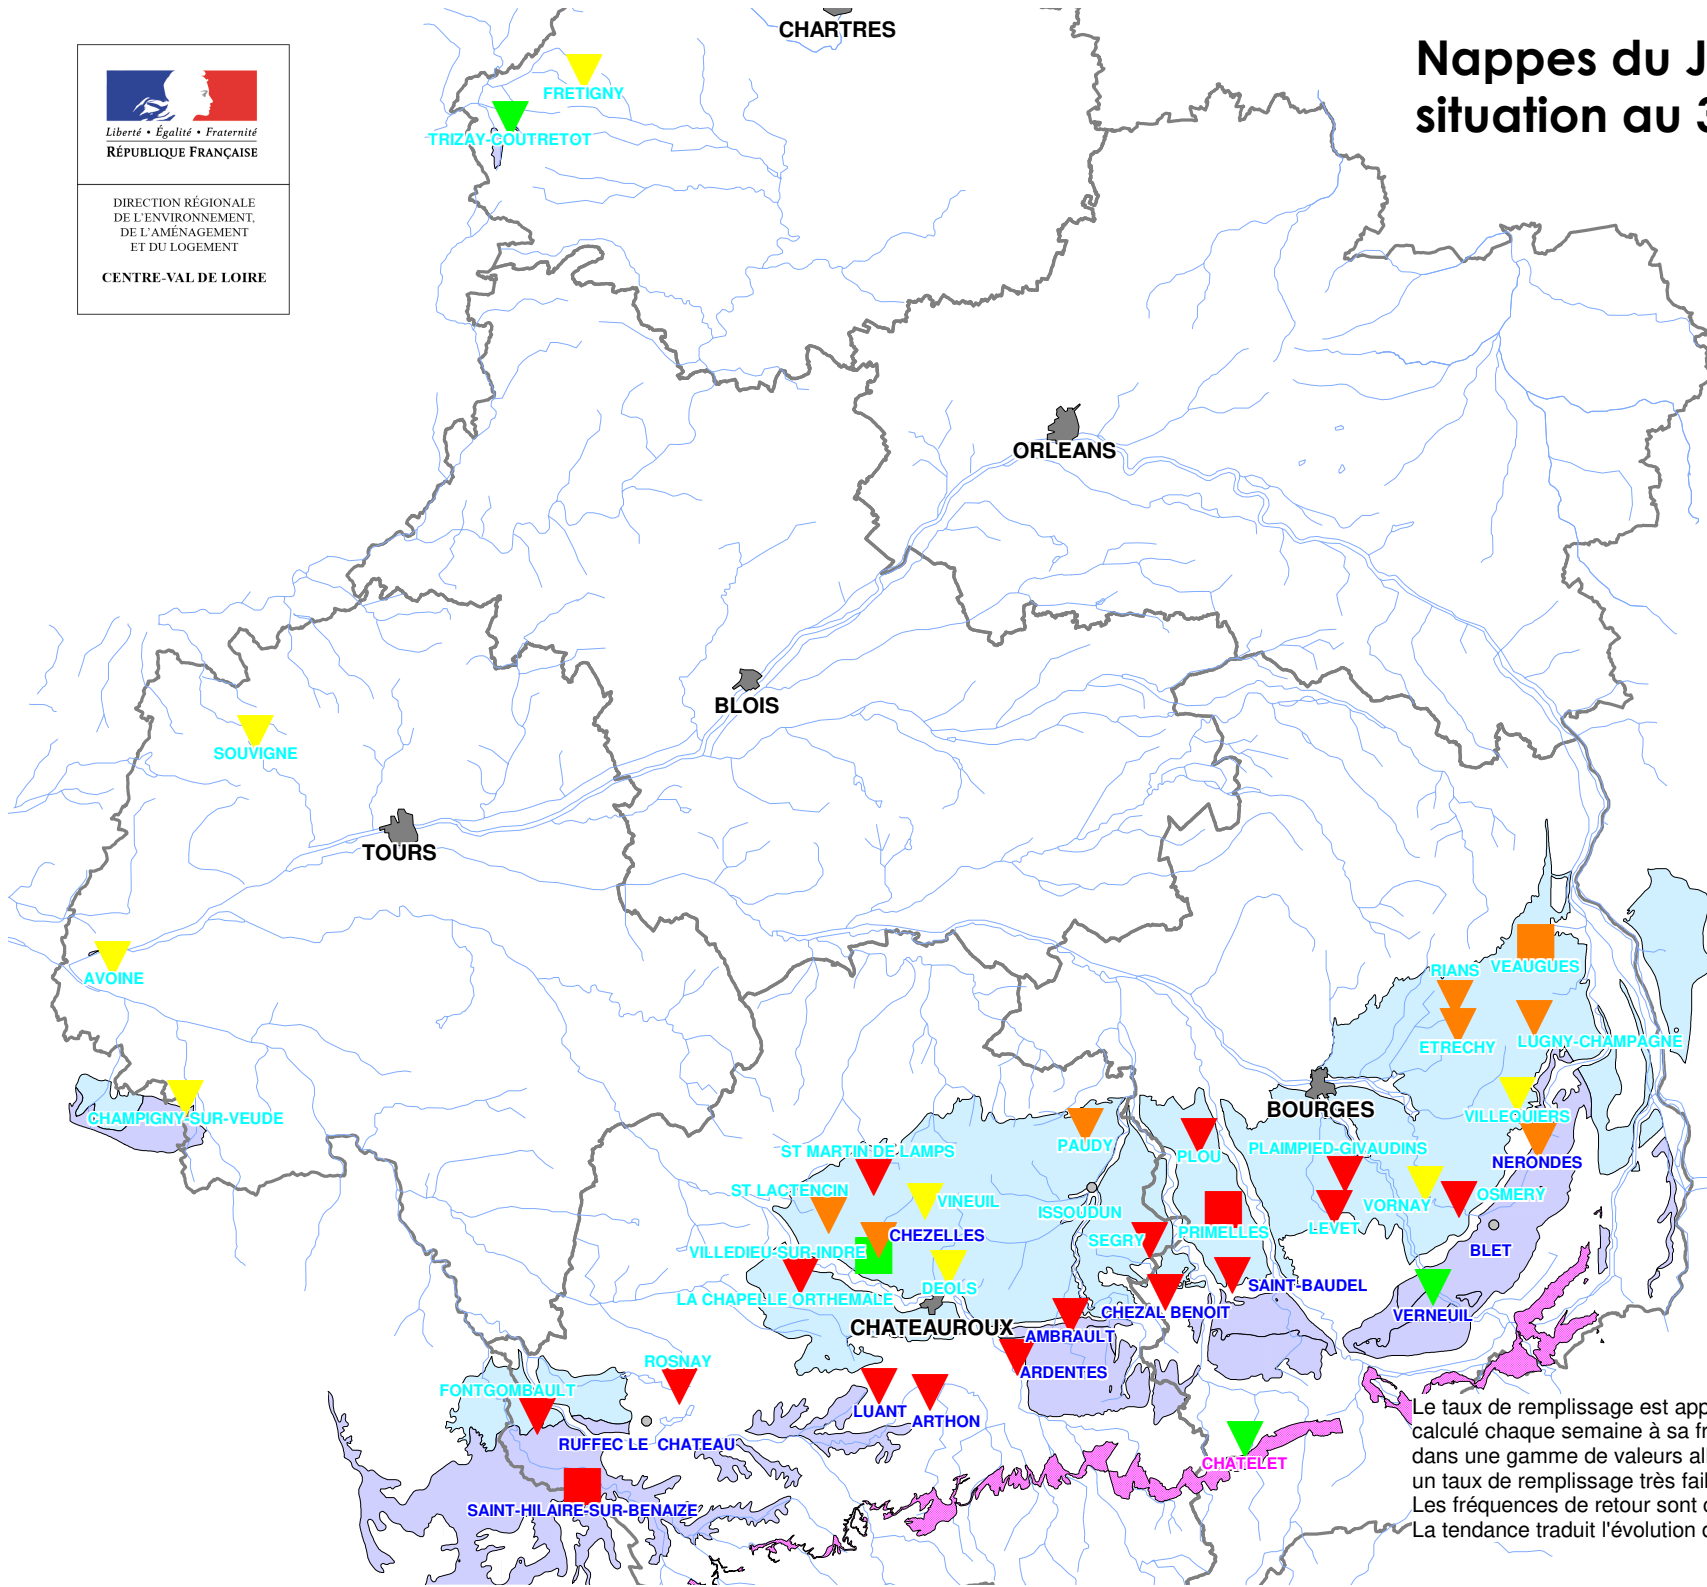 CHARTRES
Nappes du J
situation au 3
Liberté • Égalité • Fraternité
RÉPUBLIQUE FRANÇAISE
DIRECTION RÉGIONALE
DE L'ENVIRONNEMENT,
DE L'AMÉNAGEMENT
ET DU LOGEMENT
CENTRE-VAL DE LOIRE
FRETIGNY
TRIZAY-COUTRETOT
ORLEANS
BLOIS
SOUVIGNE
TOURS
AVOINE
CHAMPIGNY-SUR-VEUDE
RIANS
VEAUGUES
ETRECHY
LUGNY-CHAMPAGNE
BOURGES
VILLEQUIERS
NERONDES
PAUDY
PLOU
PLAIMPIED-GIVAUDINS
ST MARTIN DE LAMPS
ST LACTENCIN
VINEUIL
ISSOUDUN
VORNAY
OSMERY
LEVET
CHEZELLES
SEGRY
PRIMELLES
VILLEDIEU-SUR-INDRE
BLET
DEOLS
SAINT-BAUDEL
LA CHAPELLE ORTHEMALE
CHEZAL BENOIT
VERNEUIL
CHATEAUROUX
AMBRAULT
ARDENTES
ROSNAY
FONTGOMBAULT
LUANT
ARTHON
RUFFEC LE CHATEAU
CHATELET
SAINT-HILAIRE-SUR-BENAIZE
Le taux de remplissage est app
calculé chaque semaine à sa fr
dans une gamme de valeurs all
un taux de remplissage très faib
Les fréquences de retour sont c
La tendance traduit l'évolution d